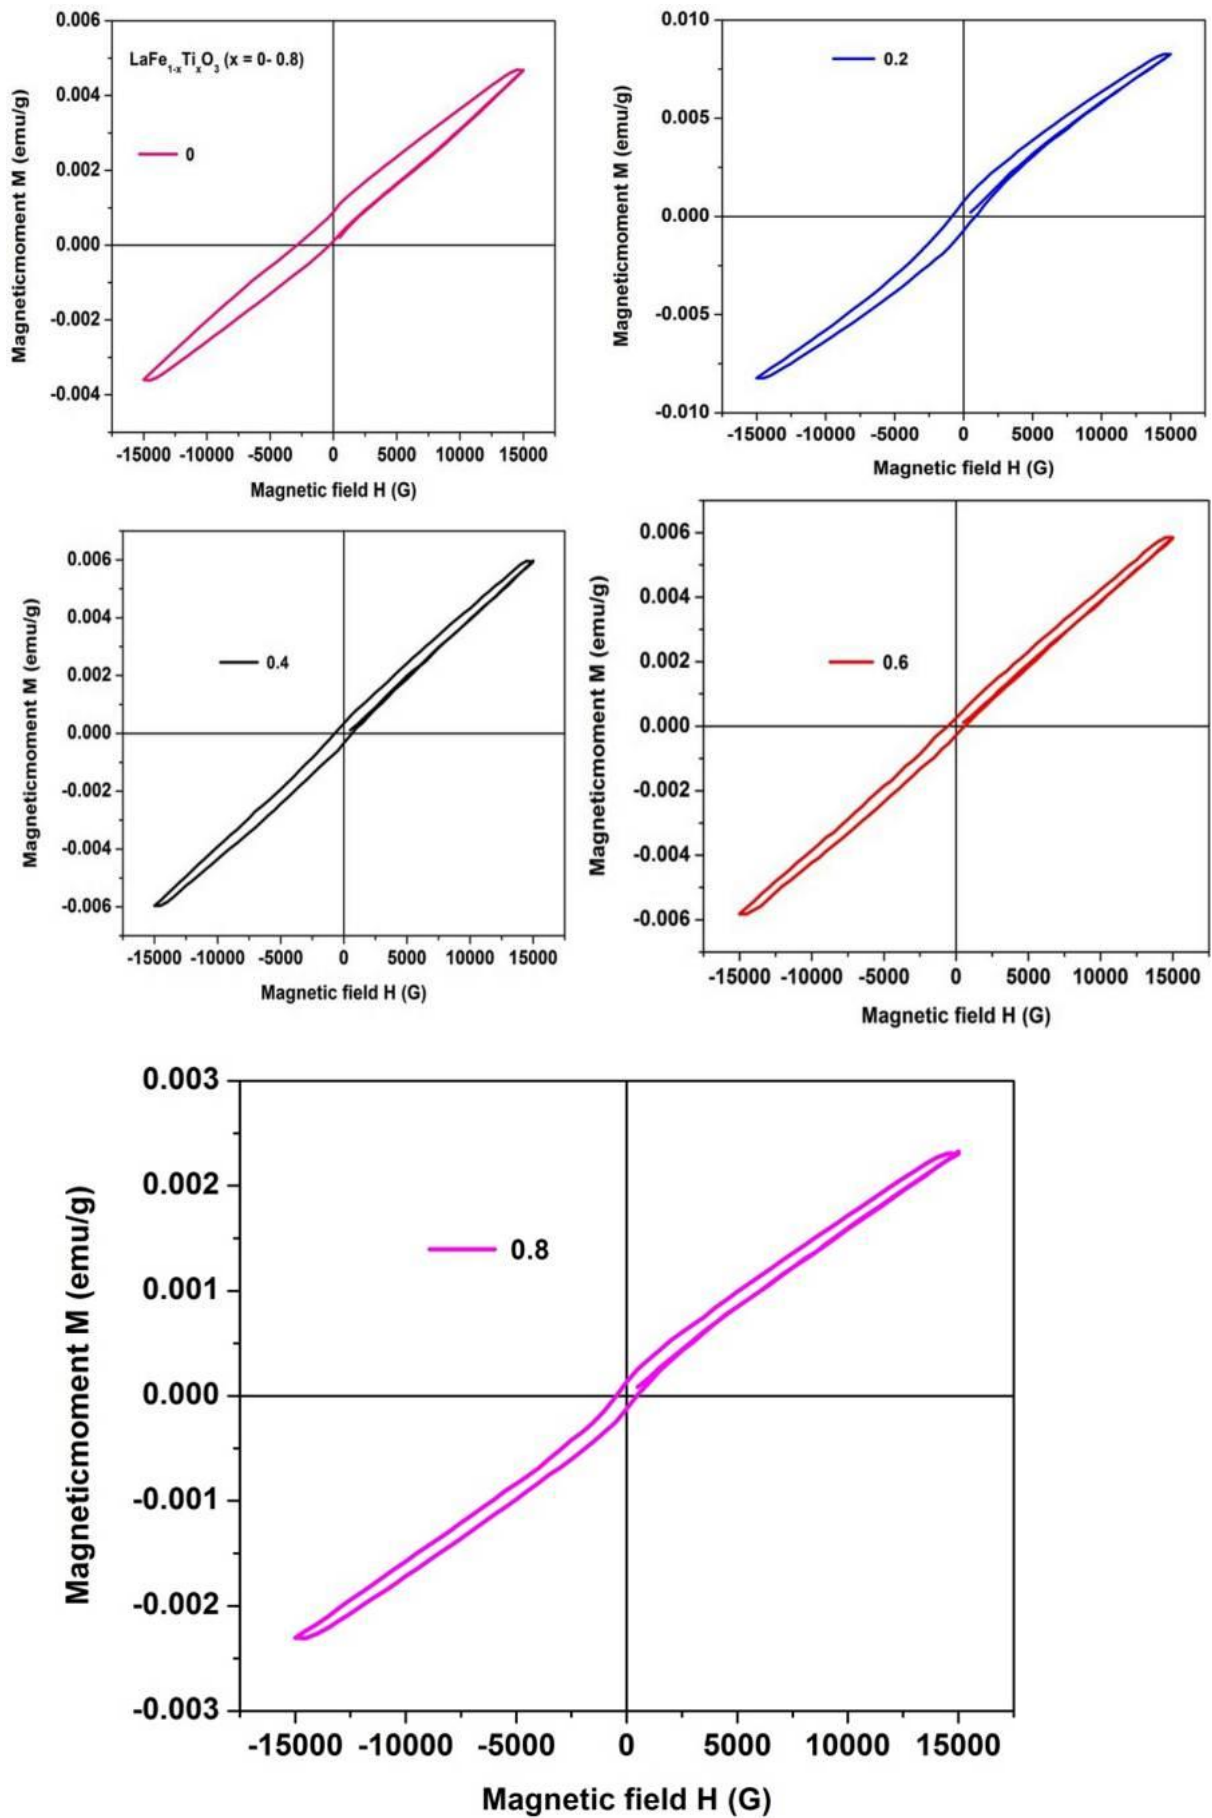 0.006
LaFe1-xTixO3 (x = 0- 0.8)
0.004
0
0.002
0.000
-0.002
-0.004
Magneticmoment M (emu/g)
-15000 -10000 -5000 0 5000 10000 15000
Magnetic field H (G)
0.010
0.2
0.005
0.000
-0.005
-0.010
Magneticmoment M (emu/g)
-15000 -10000 -5000 0 5000 10000 15000
Magnetic field H (G)
0.006
0.004
0.4
0.002
0.000
-0.002
-0.004
-0.006
Magneticmoment M (emu/g)
-15000 -10000 -5000 0 5000 10000 15000
Magnetic field H (G)
0.006
0.004
0.6
0.002
0.000
-0.002
-0.004
-0.006
Magneticmoment M (emu/g)
-15000 -10000 -5000 0 5000 10000 15000
Magnetic field H (G)
0.003
0.002
0.8
0.001
0.000
-0.001
-0.002
-0.003
Magneticmoment M (emu/g)
-15000 -10000 -5000 0 5000 10000 15000
Magnetic field H (G)